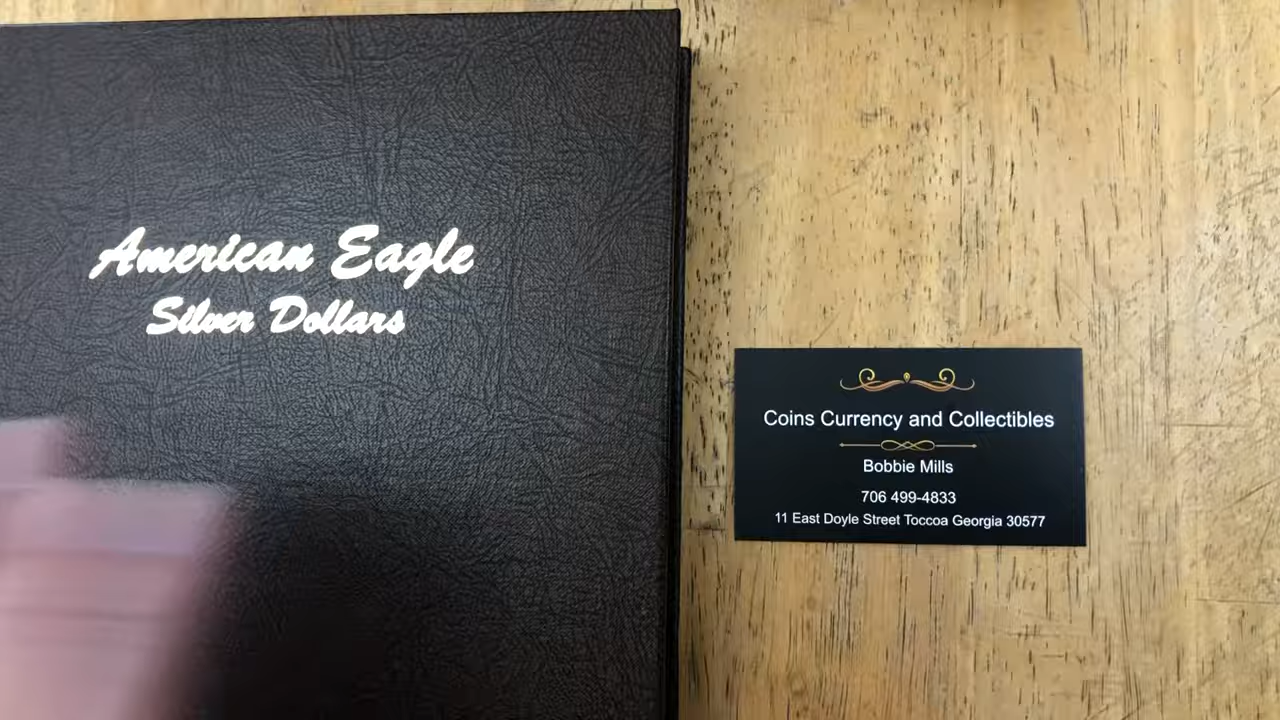 American Eagle
Silver Dollars
Coins Currency and Collectibles
Bobbie Mills
706 499-4833
11 East Doyle Street Toccoa Georgia 30577